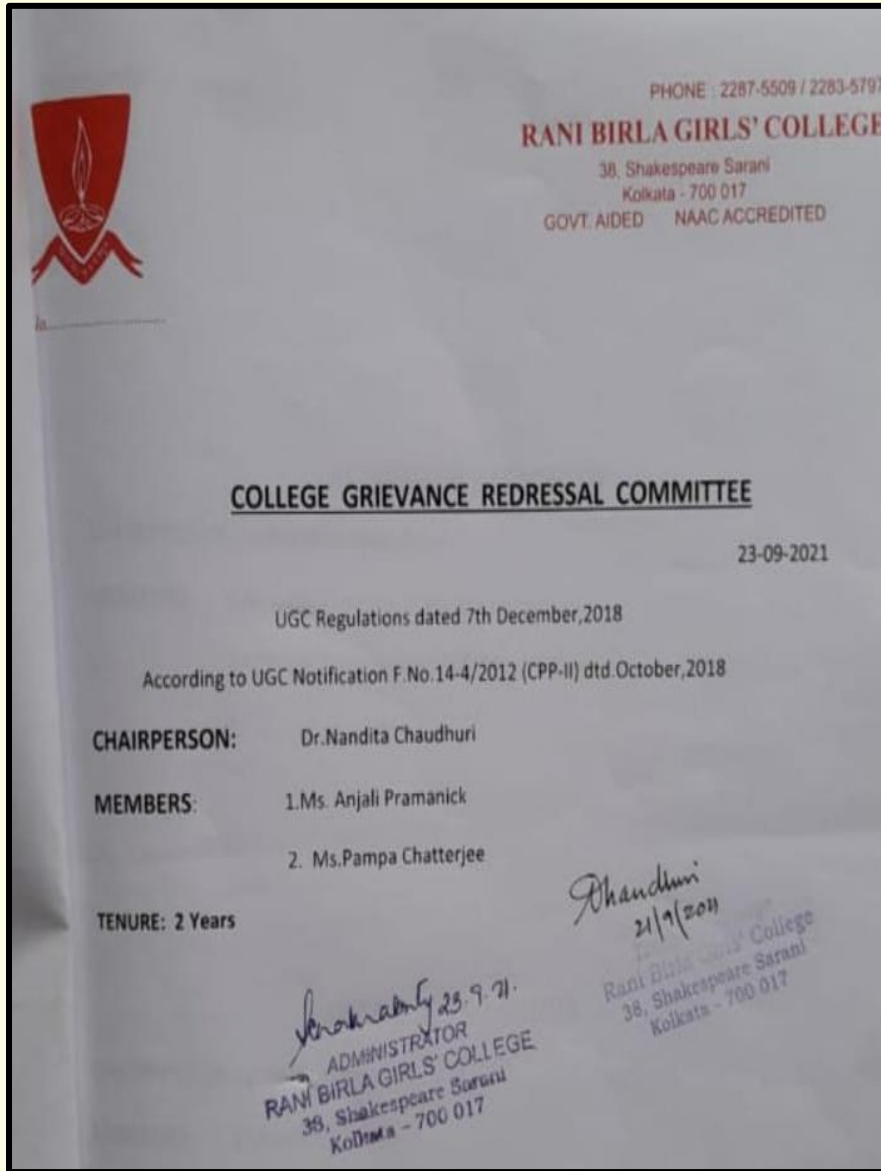 PHONE : 2287-5509 / 2283-5797
RANI BIRLA GIRLS' COLLEGE
38, Shakespeare Sarani
Kolkata - 700 017
GOVT. AIDED NAAC ACCREDITED
COLLEGE GRIEVANCE REDRESSAL COMMITTEE
23-09-2021
UGC Regulations dated 7th December,2018
According to UGC Notification F.No.14-4/2012 (CPP-II) dtd.October,2018
CHAIRPERSON: Dr.Nandita Chaudhuri
MEMBERS: 1.Ms. Anjali Pramanick
2. Ms.Pampa Chatterjee
TENURE: 2 Years
21/9/2021
Rani Birla Girls' College
38, Shakespeare Sarani
Kolkata - 700 017
23.9.21.
ADMINISTRATOR
RANI BIRLA GIRLS' COLLEGE
38, Shakespeare Sarani
Kolkata - 700 017